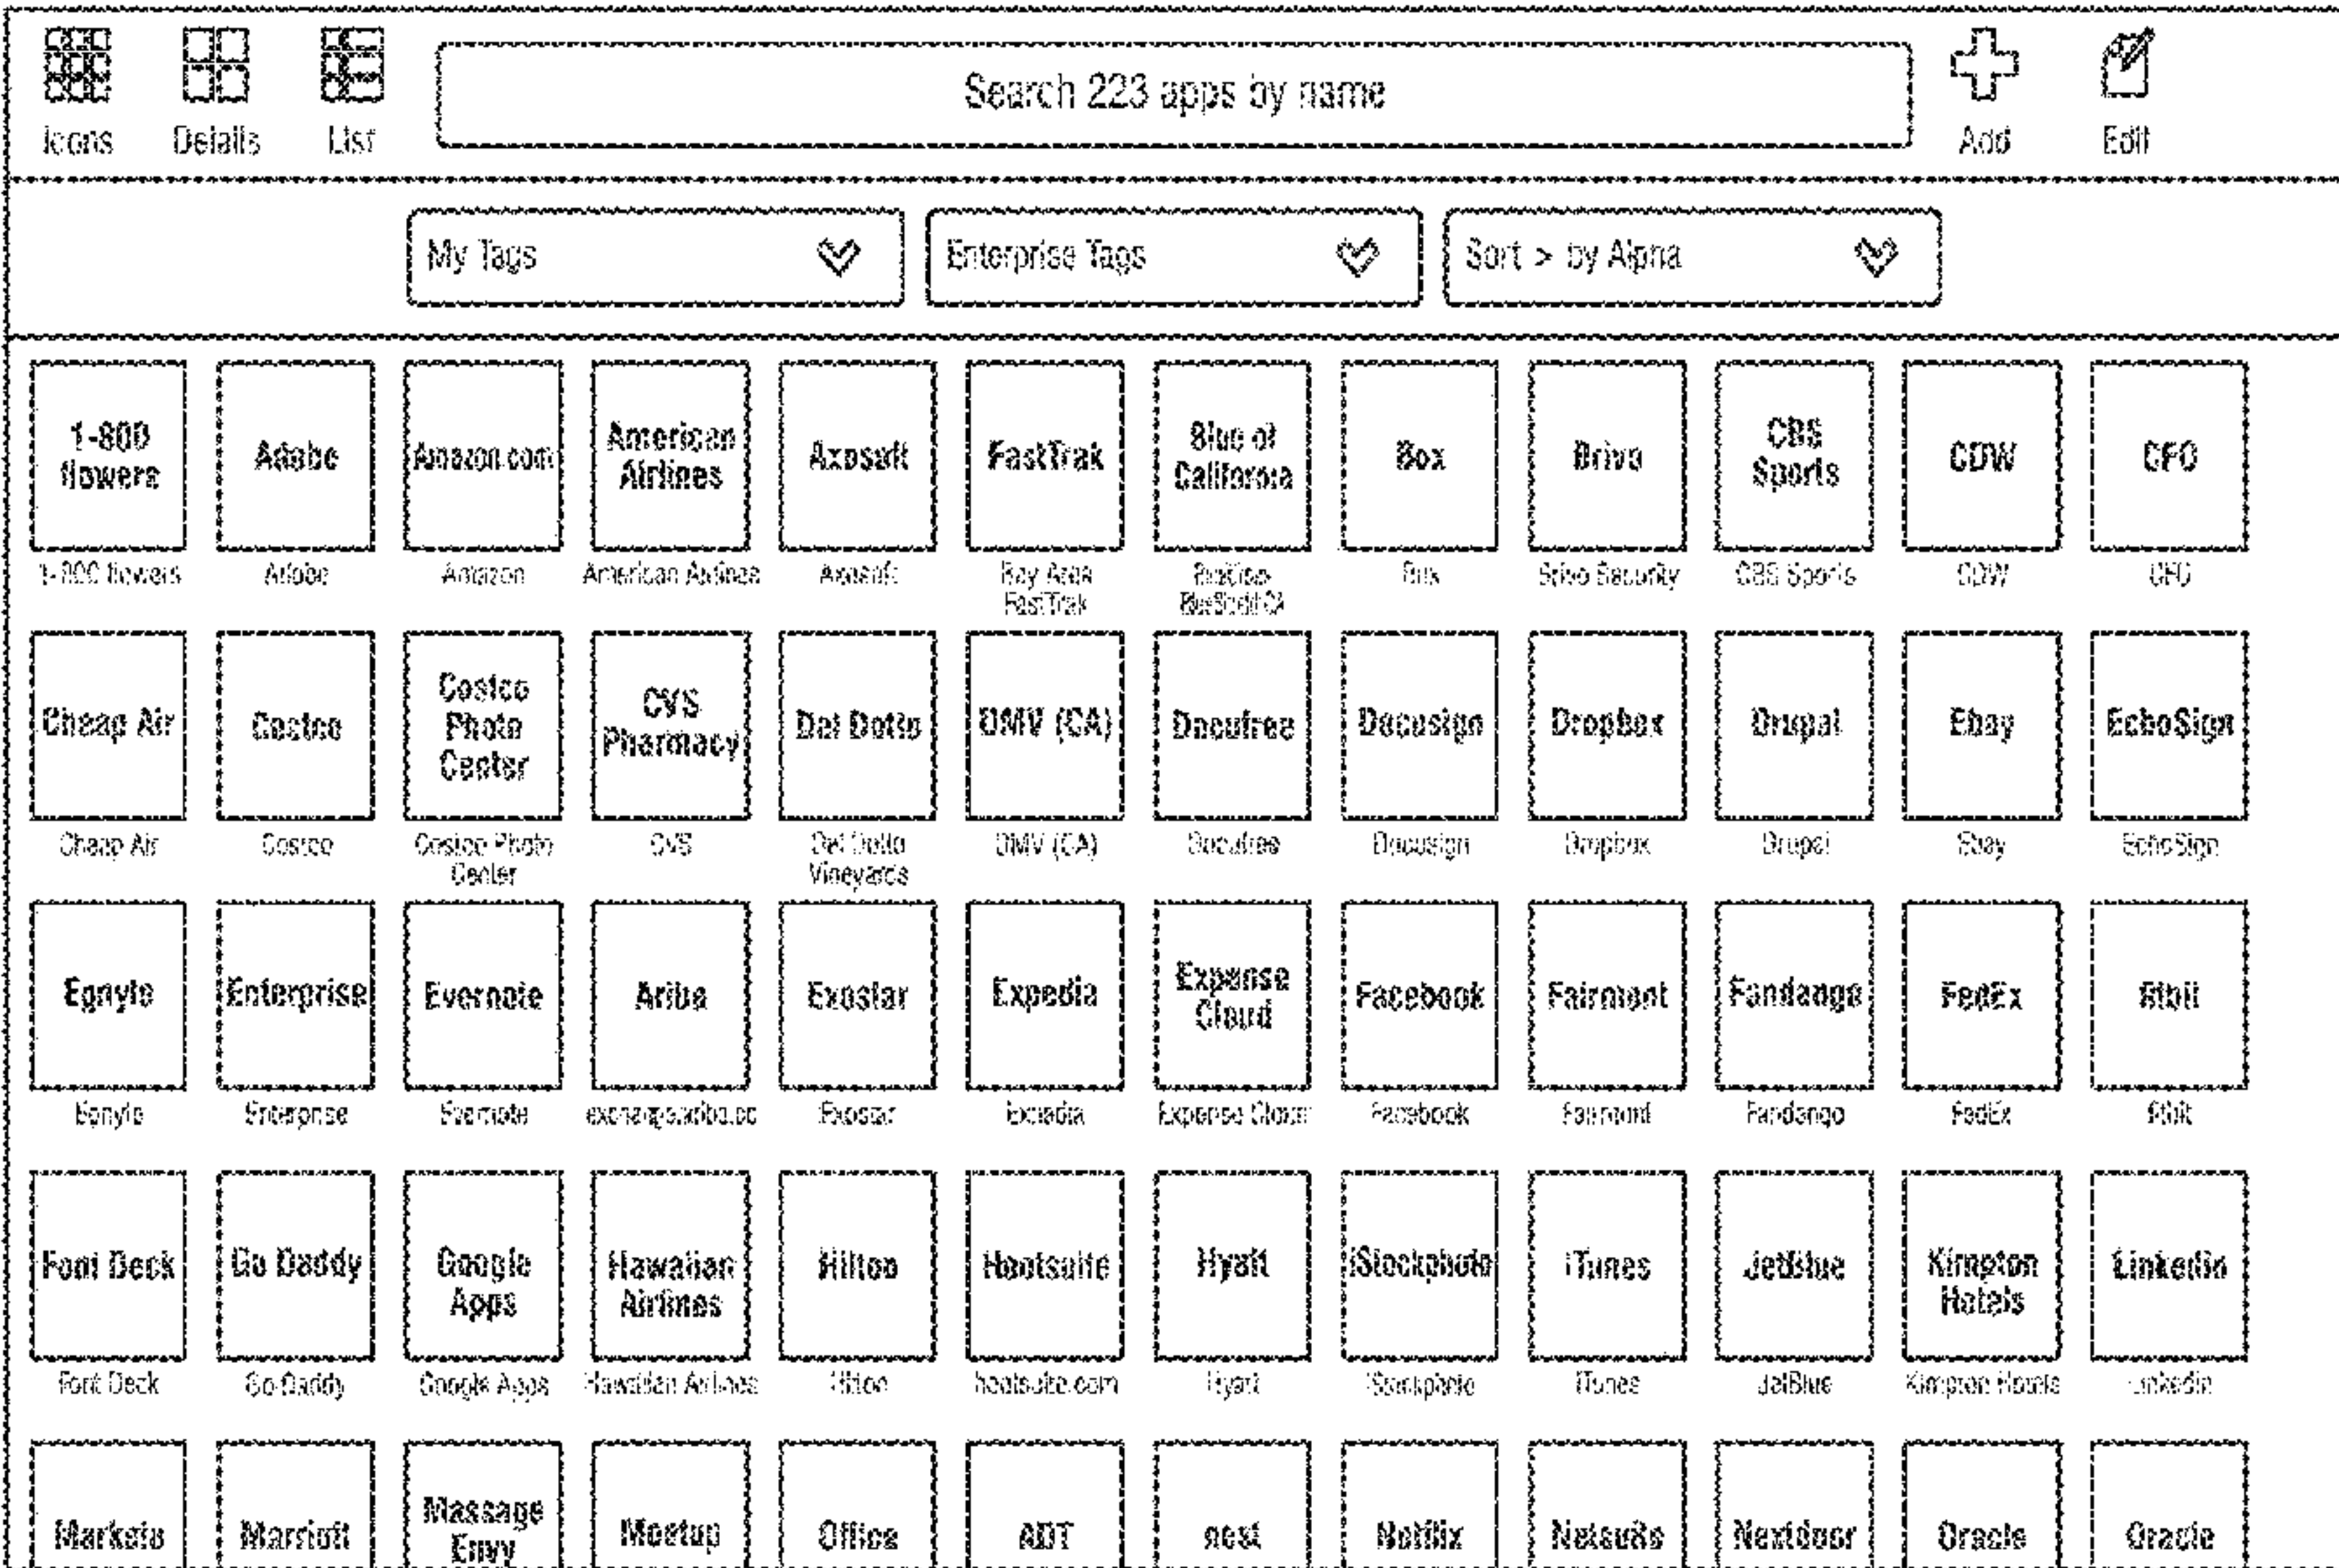 Icons Details List Search 223 apps by name Add Edit
My Tags Enterprise Tags Sort > by Alpha
1-800 flowers
Adobe
Amazon.com
American Airlines
Axosoft
FastTrak
Blue of California
Box
Brivo
CBS Sports
CDW
CFO
1-800 flowers Adobe Amazon American Airlines Axosoft Bay Area FastTrak Box Brivo Security CBS Sports CDW CFO
Cheap Air
Costco
Costco Photo Center
CVS Pharmacy
Del Dotto
DMV (CA)
Docufree
Docusign
Dropbox
Drupal
Ebay
EchoSign
Cheap Air Costco Costco Photo Center CVS Del Dotto Vineyards DMV (CA) Docufree Docusign Dropbox Drupal Ebay EchoSign
Egnyte
Enterprise
Evernote
Ariba
Exostar
Expedia
Expense Cloud
Facebook
Fairmont
Fandango
FedEx
fitbit
Egnyte Enterprise Evernote Exostar Expedia Expense Cloud Facebook Fairmont Fandango FedEx fitbit
Font Deck
Go Daddy
Google Apps
Hawaiian Airlines
Hilton
Hootsuite
Hyatt
iStockphoto
iTunes
JetBlue
Kimpton Hotels
LinkedIn
Font Deck Go Daddy Google Apps Hawaiian Airlines Hilton hootsuite.com Hyatt iStockphoto iTunes JetBlue Kimpton Hotels LinkedIn
Marketo
Marriott
Massage Envy
Meetup
Office
ADT
nest
Netflix
Netsuite
Nextdoor
Oracle
Oracle